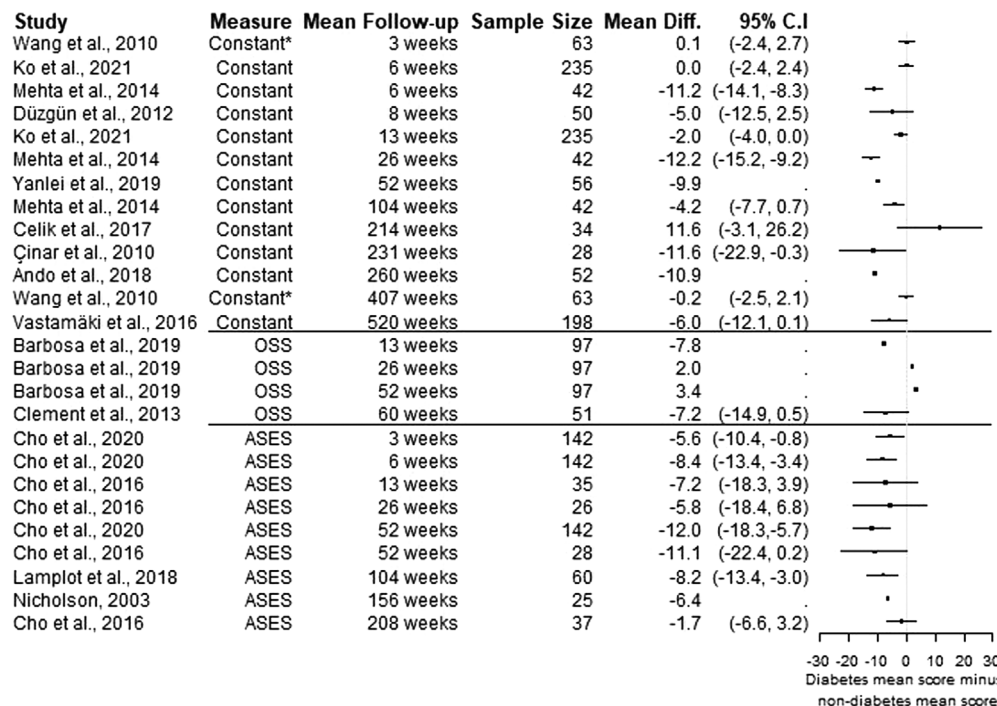 Study Measure Mean Follow-up Sample Size Mean Diff. 95% C.I
Wang et al., 2010 Constant* 3 weeks 63 0.1 (-2.4, 2.7)
Ko et al., 2021 Constant 6 weeks 235 0.0 (-2.4, 2.4)
Mehta et al., 2014 Constant 6 weeks 42 -11.2 (-14.1, -8.3)
Düzgün et al., 2012 Constant 8 weeks 50 -5.0 (-12.5, 2.5)
Ko et al., 2021 Constant 13 weeks 235 -2.0 (-4.0, 0.0)
Mehta et al., 2014 Constant 26 weeks 42 -12.2 (-15.2, -9.2)
Yanlei et al., 2019 Constant 52 weeks 56 -9.9 .
Mehta et al., 2014 Constant 104 weeks 42 -4.2 (-7.7, 0.7)
Celik et al., 2017 Constant 214 weeks 34 11.6 (-3.1, 26.2)
Çinar et al., 2010 Constant 231 weeks 28 -11.6 (-22.9, -0.3)
Ando et al., 2018 Constant 260 weeks 52 -10.9 .
Wang et al., 2010 Constant* 407 weeks 63 -0.2 (-2.5, 2.1)
Vastamäki et al., 2016 Constant 520 weeks 198 -6.0 (-12.1, 0.1)
Barbosa et al., 2019 OSS 13 weeks 97 -7.8 .
Barbosa et al., 2019 OSS 26 weeks 97 2.0 .
Barbosa et al., 2019 OSS 52 weeks 97 3.4 .
Clement et al., 2013 OSS 60 weeks 51 -7.2 (-14.9, 0.5)
Cho et al., 2020 ASES 3 weeks 142 -5.6 (-10.4, -0.8)
Cho et al., 2020 ASES 6 weeks 142 -8.4 (-13.4, -3.4)
Cho et al., 2016 ASES 13 weeks 35 -7.2 (-18.3, 3.9)
Cho et al., 2016 ASES 26 weeks 26 -5.8 (-18.4, 6.8)
Cho et al., 2020 ASES 52 weeks 142 -12.0 (-18.3,-5.7)
Cho et al., 2016 ASES 52 weeks 28 -11.1 (-22.4, 0.2)
Lamplot et al., 2018 ASES 104 weeks 60 -8.2 (-13.4, -3.0)
Nicholson, 2003 ASES 156 weeks 25 -6.4 .
Cho et al., 2016 ASES 208 weeks 37 -1.7 (-6.6, 3.2)
-30 -20 -10 0 10 20 30
Diabetes mean score minus
non-diabetes mean score